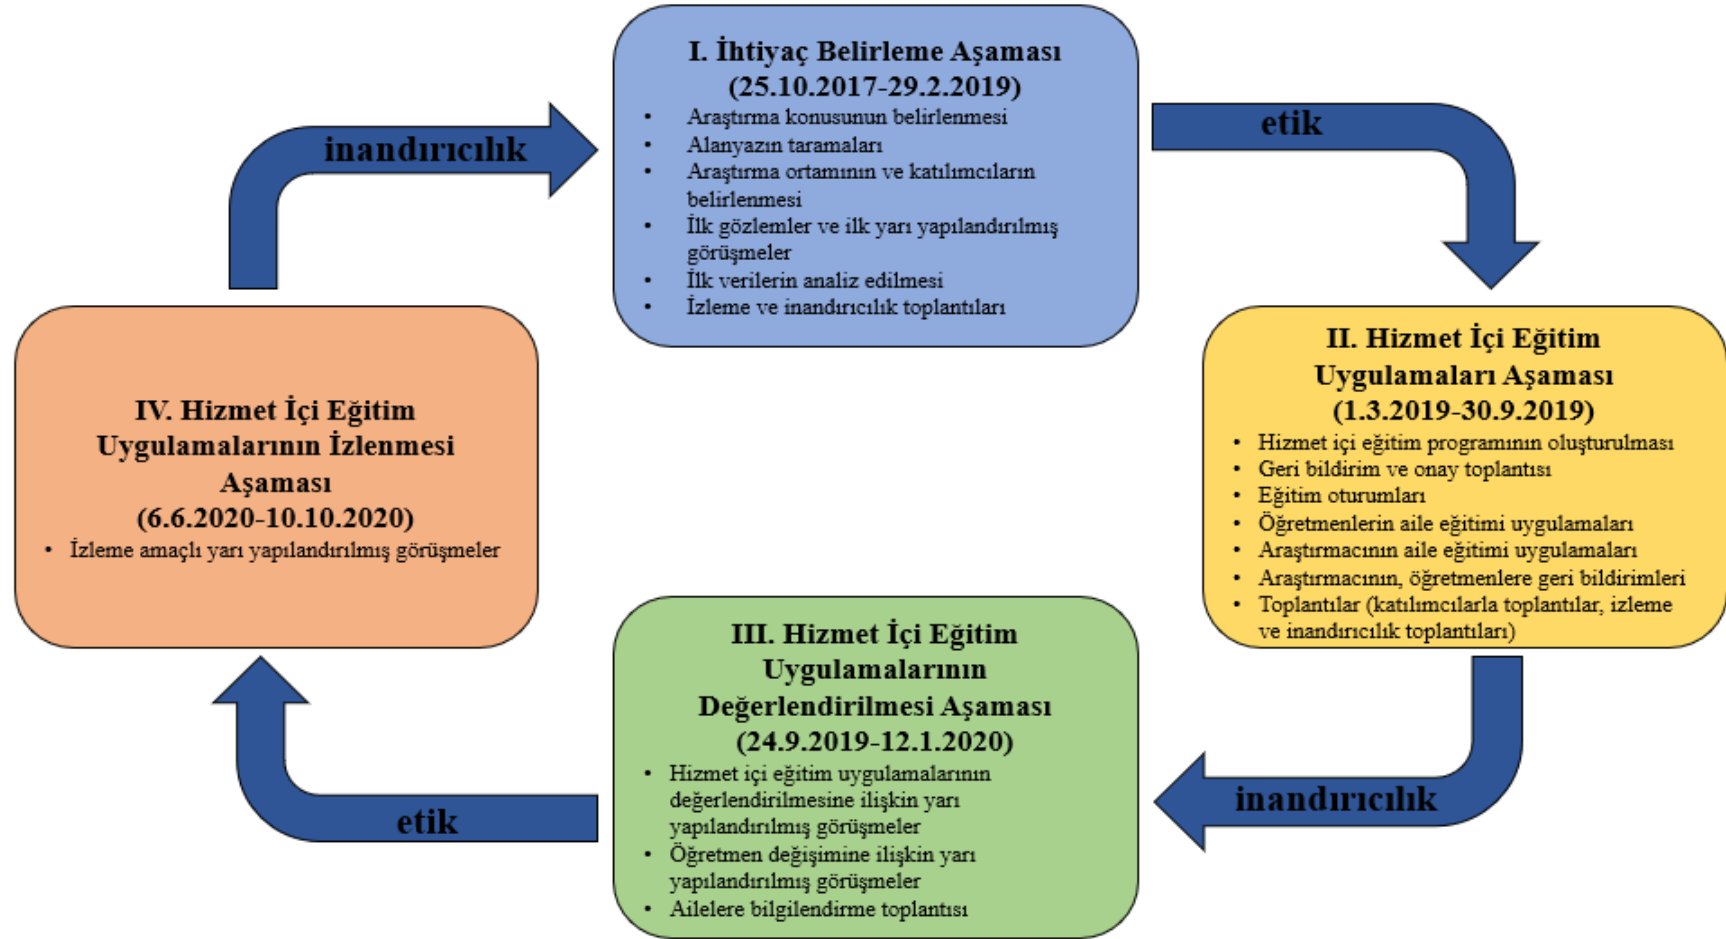 I. İhtiyaç Belirleme Aşaması
(25.10.2017-29.2.2019)
• Araştırma konusunun belirlenmesi
• Alanyazın taramaları
• Araştırma ortamının ve katılımcıların
belirlenmesi
• İlk gözlemler ve ilk yarı yapılandırılmış
görüşmeler
• İlk verilerin analiz edilmesi
• İzleme ve inandırıcılık toplantıları
etik
II. Hizmet İçi Eğitim
Uygulamaları Aşaması
(1.3.2019-30.9.2019)
• Hizmet içi eğitim programının oluşturulması
• Geri bildirim ve onay toplantısı
• Eğitim oturumları
• Öğretmenlerin aile eğitimi uygulamaları
• Araştırmacının aile eğitimi uygulamaları
• Araştırmacının, öğretmenlere geri bildirimleri
• Toplantılar (katılımcılarla toplantılar, izleme
ve inandırıcılık toplantıları)
inandırıcılık
III. Hizmet İçi Eğitim
Uygulamalarının
Değerlendirilmesi Aşaması
(24.9.2019-12.1.2020)
• Hizmet içi eğitim uygulamalarının
değerlendirilmesine ilişkin yarı
yapılandırılmış görüşmeler
• Öğretmen değişimine ilişkin yarı
yapılandırılmış görüşmeler
• Ailelere bilgilendirme toplantısı
etik
IV. Hizmet İçi Eğitim
Uygulamalarının İzlenmesi
Aşaması
(6.6.2020-10.10.2020)
• İzleme amaçlı yarı yapılandırılmış görüşmeler
inandırıcılık